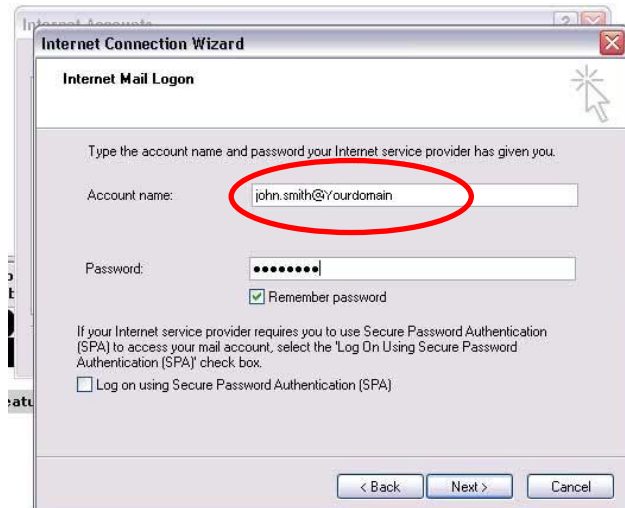 Internet Accounts
Internet Connection Wizard
Internet Mail Logon
Type the account name and password your Internet service provider has given you.
Account name:
john.smith@Yourdomain
Password:
Remember password
If your Internet service provider requires you to use Secure Password Authentication
(SPA) to access your mail account, select the 'Log On Using Secure Password
Authentication (SPA)' check box.
Log on using Secure Password Authentication (SPA)
< Back
Next >
Cancel